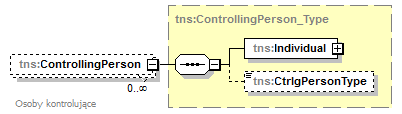 tns:ControllingPerson_Type
tns:Individual
tns:ControllingPerson
tns:CtrlgPersonType
0..∞
Osoby kontrolujące